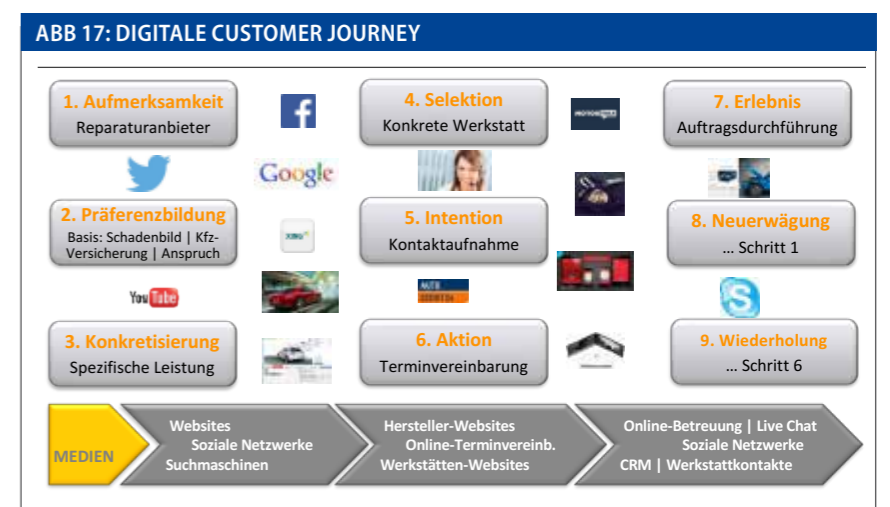 ABB 17: DIGITALE CUSTOMER JOURNEY
1. Aufmerksamkeit
Reparaturanbieter
2. Präferenzbildung
Basis: Schadenbild | Kfz-
Versicherung | Anspruch
3. Konkretisierung
Spezifische Leistung
Google
You Tube
4. Selektion
Konkrete Werkstatt
5. Intention
Kontaktaufnahme
6. Aktion
Terminvereinbarung
7. Erlebnis
Auftragsdurchführung
8. Neuerwägung
... Schritt 1
9. Wiederholung
... Schritt 6
MEDIEN
Websites
Soziale Netzwerke
Suchmaschinen
Hersteller-Websites
Online-Terminvereinb.
Werkstätten-Websites
Online-Betreuung | Live Chat
Soziale Netzwerke
CRM | Werkstattkontakte